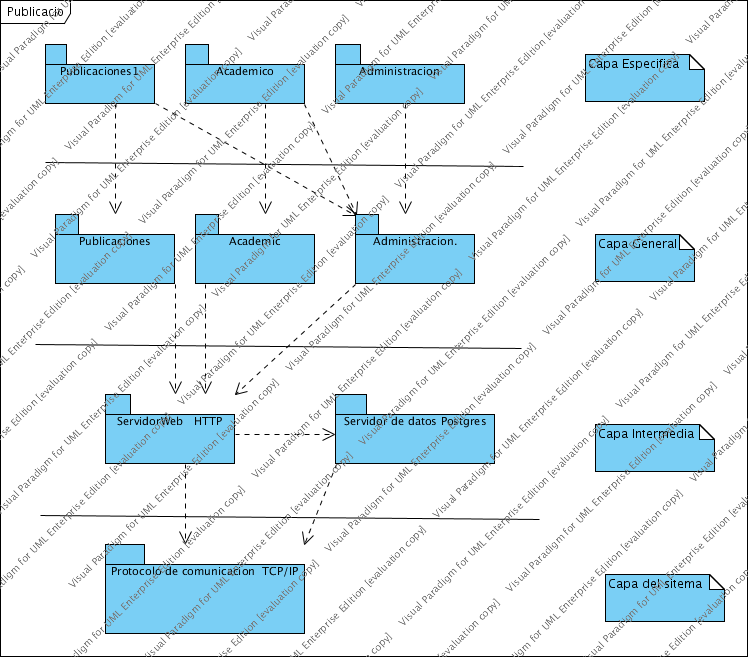 Publicacio
Publicaciones1
Academico
Administracion
Capa Especifica
Publicaciones
Academic
Administracion.
Capa General
ServidorWeb HTTP
Servidor de datos Postgres
Capa Intermedia
Protocolo de comunicacion TCP/IP
Capa del sitema
Visual Paradigm for UML Enterprise Edition [evaluation copy]